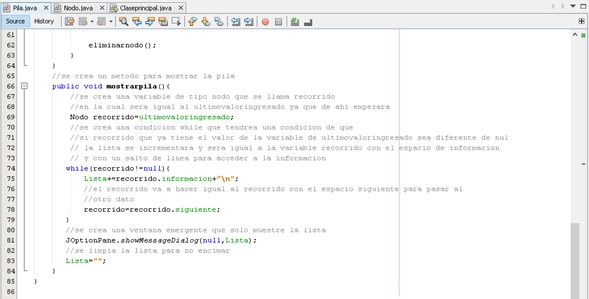 Pila.java Nodo.java Claseprincipal.java
Source History
61
62 eliminarnodo();
63 }
64 }
65 //se crea un metodo para mostrar la pila
66 public void mostrarpila(){
67 //se crea una variable de tipo nodo que se llama recorrido
68 //en la cual sera igual al ultimovaloringresado ya que de ahi empezara
69 Nodo recorrido=ultimovaloringresado;
70 //se crea una condicion while que tendrea una condicion de que
71 //si recorrido que ya tiene el valor de la variable de ultimovaloringresado sea diferente de nul
72 // la lista se incrementara y sera igual a la variable recorrido con el espacio de informacion
73 // y con un salto de linea para acceder a la informacion
74 while(recorrido!=null){
75 Lista+=recorrido.informacion+"\n";
76 //el recorrido va a hacer igual al recorrido con el espacio siguiente para pasar al
77 //otro dato
78 recorrido=recorrido.siguiente;
79 }
80 //se crea una ventana emergente que solo muestre la lista
81 JOptionPane.showMessageDialog(null,Lista);
82 //se limpia la lista para no encimar
83 Lista="";
84 }
85 }
86